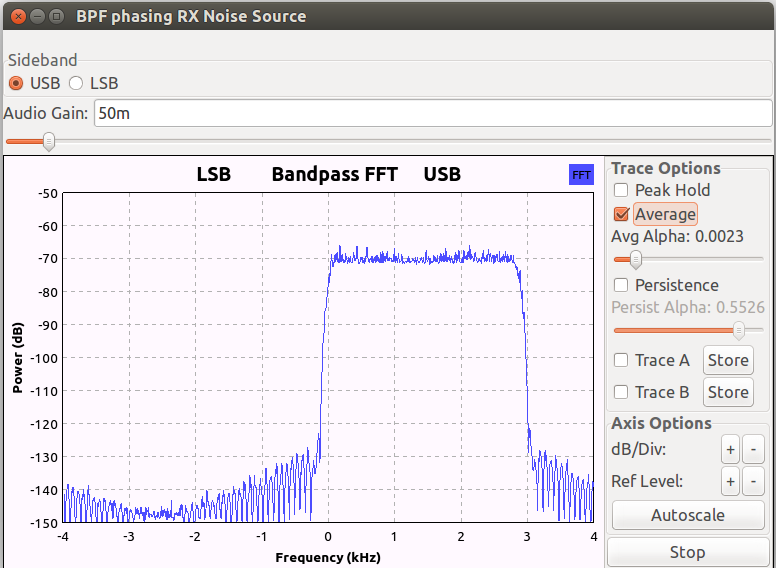 BPF phasing RX Noise Source
Sideband
USB LSB
Audio Gain: 50m
LSB Bandpass FFT USB
FFT
Power (dB)
-50
-60
-70
-80
-90
-100
-110
-120
-130
-140
-150
-4 -3 -2 -1 0 1 2 3 4
Frequency (kHz)
Trace Options
Peak Hold
Average
Avg Alpha: 0.0023
Persistence
Persist Alpha: 0.5526
Trace A Store
Trace B Store
Axis Options
dB/Div: + -
Ref Level: + -
Autoscale
Stop